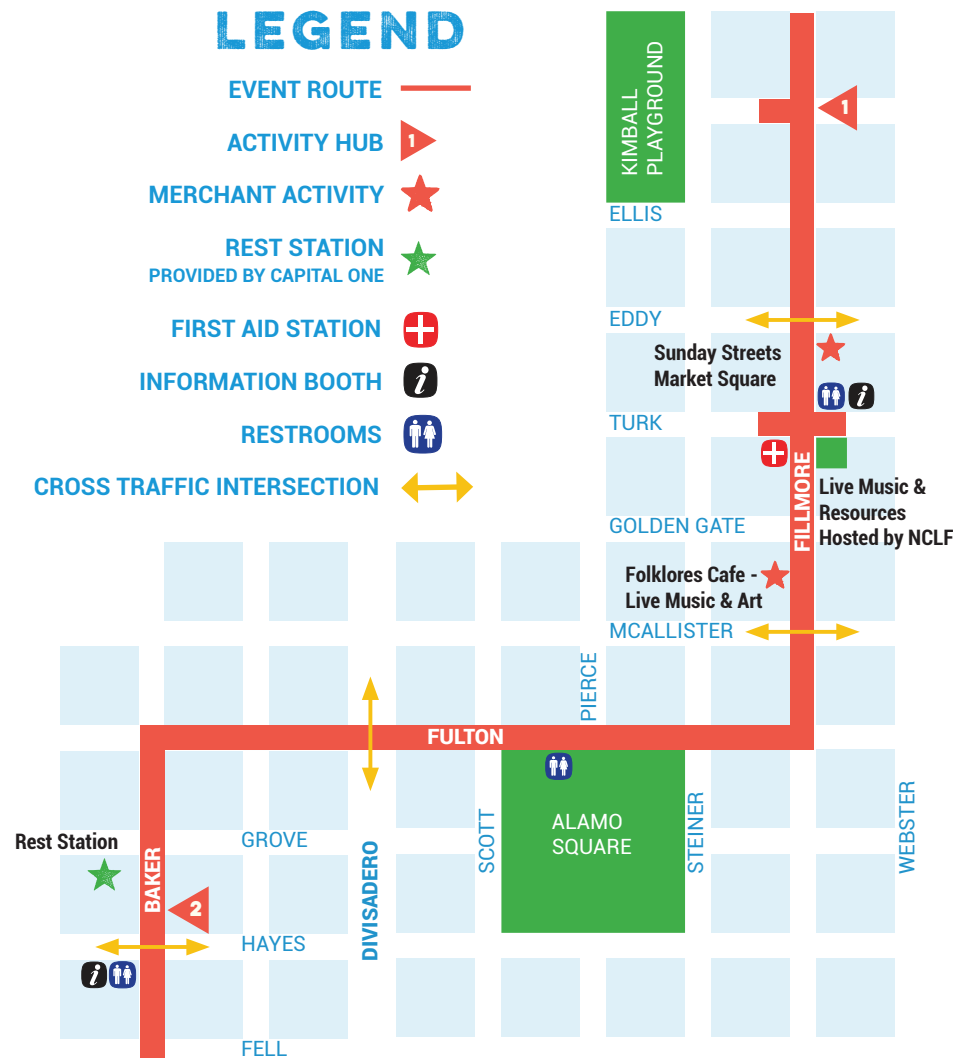 LEGEND
EVENT ROUTE
ACTIVITY HUB
1
MERCHANT ACTIVITY
REST STATION
PROVIDED BY CAPITAL ONE
FIRST AID STATION
INFORMATION BOOTH
i
RESTROOMS
CROSS TRAFFIC INTERSECTION
KIMBALL
PLAYGROUND
1
ELLIS
EDDY
Sunday Streets
Market Square
i
TURK
FILLMORE
Live Music &
Resources
Hosted by NCLF
GOLDEN GATE
Folklores Cafe -
Live Music & Art
MCALLISTER
PIERCE
FULTON
ALAMO
SQUARE
SCOTT
STEINER
WEBSTER
DIVISADERO
GROVE
Rest Station
BAKER
2
HAYES
i
FELL